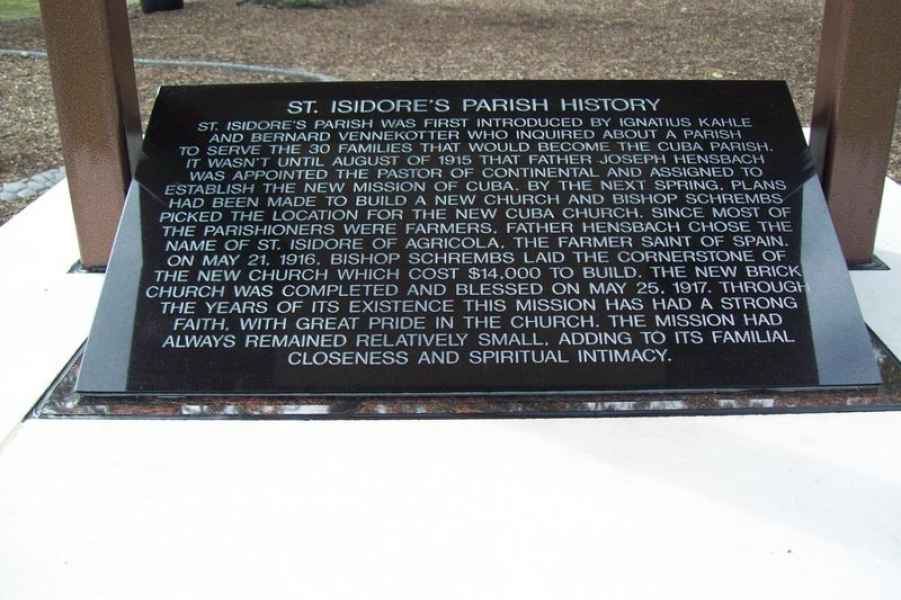 ST. ISIDORE'S PARISH HISTORY
ST. ISIDORE'S PARISH WAS FIRST INTRODUCED BY IGNATIUS KAHLE
AND BERNARD VENNEKOTTER WHO INQUIRED ABOUT A PARISH
TO SERVE THE 30 FAMILIES THAT WOULD BECOME THE CUBA PARISH.
IT WASN'T UNTIL AUGUST OF 1915 THAT FATHER JOSEPH HENSBACH
WAS APPOINTED THE PASTOR OF CONTINENTAL AND ASSIGNED TO
ESTABLISH THE NEW MISSION OF CUBA. BY THE NEXT SPRING, PLANS
HAD BEEN MADE TO BUILD A NEW CHURCH AND BISHOP SCHREMBS
PICKED THE LOCATION FOR THE NEW CUBA CHURCH. SINCE MOST OF
THE PARISHIONERS WERE FARMERS, FATHER HENSBACH CHOSE THE
NAME OF ST. ISIDORE OF AGRICOLA, THE FARMER SAINT OF SPAIN.
ON MAY 21, 1916, BISHOP SCHREMBS LAID THE CORNERSTONE OF
THE NEW CHURCH WHICH COST $14,000 TO BUILD. THE NEW BRICK
CHURCH WAS COMPLETED AND BLESSED ON MAY 25, 1917. THROUGH
THE YEARS OF ITS EXISTENCE THIS MISSION HAS HAD A STRONG
FAITH, WITH GREAT PRIDE IN THE CHURCH. THE MISSION HAD
ALWAYS REMAINED RELATIVELY SMALL, ADDING TO ITS FAMILIAL
CLOSENESS AND SPIRITUAL INTIMACY.